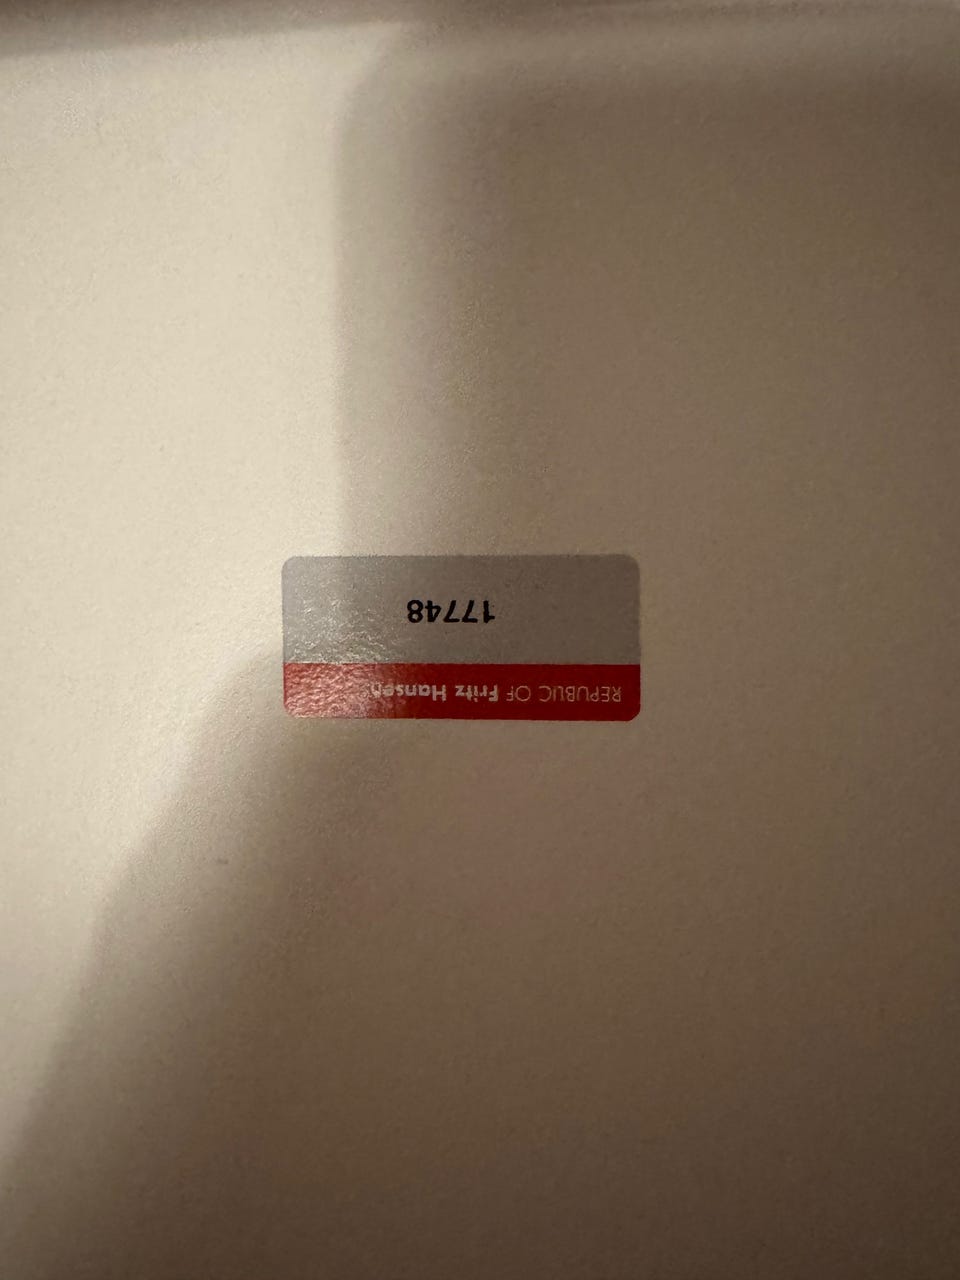 REPUBLIC OF Fritz Hansen
17748